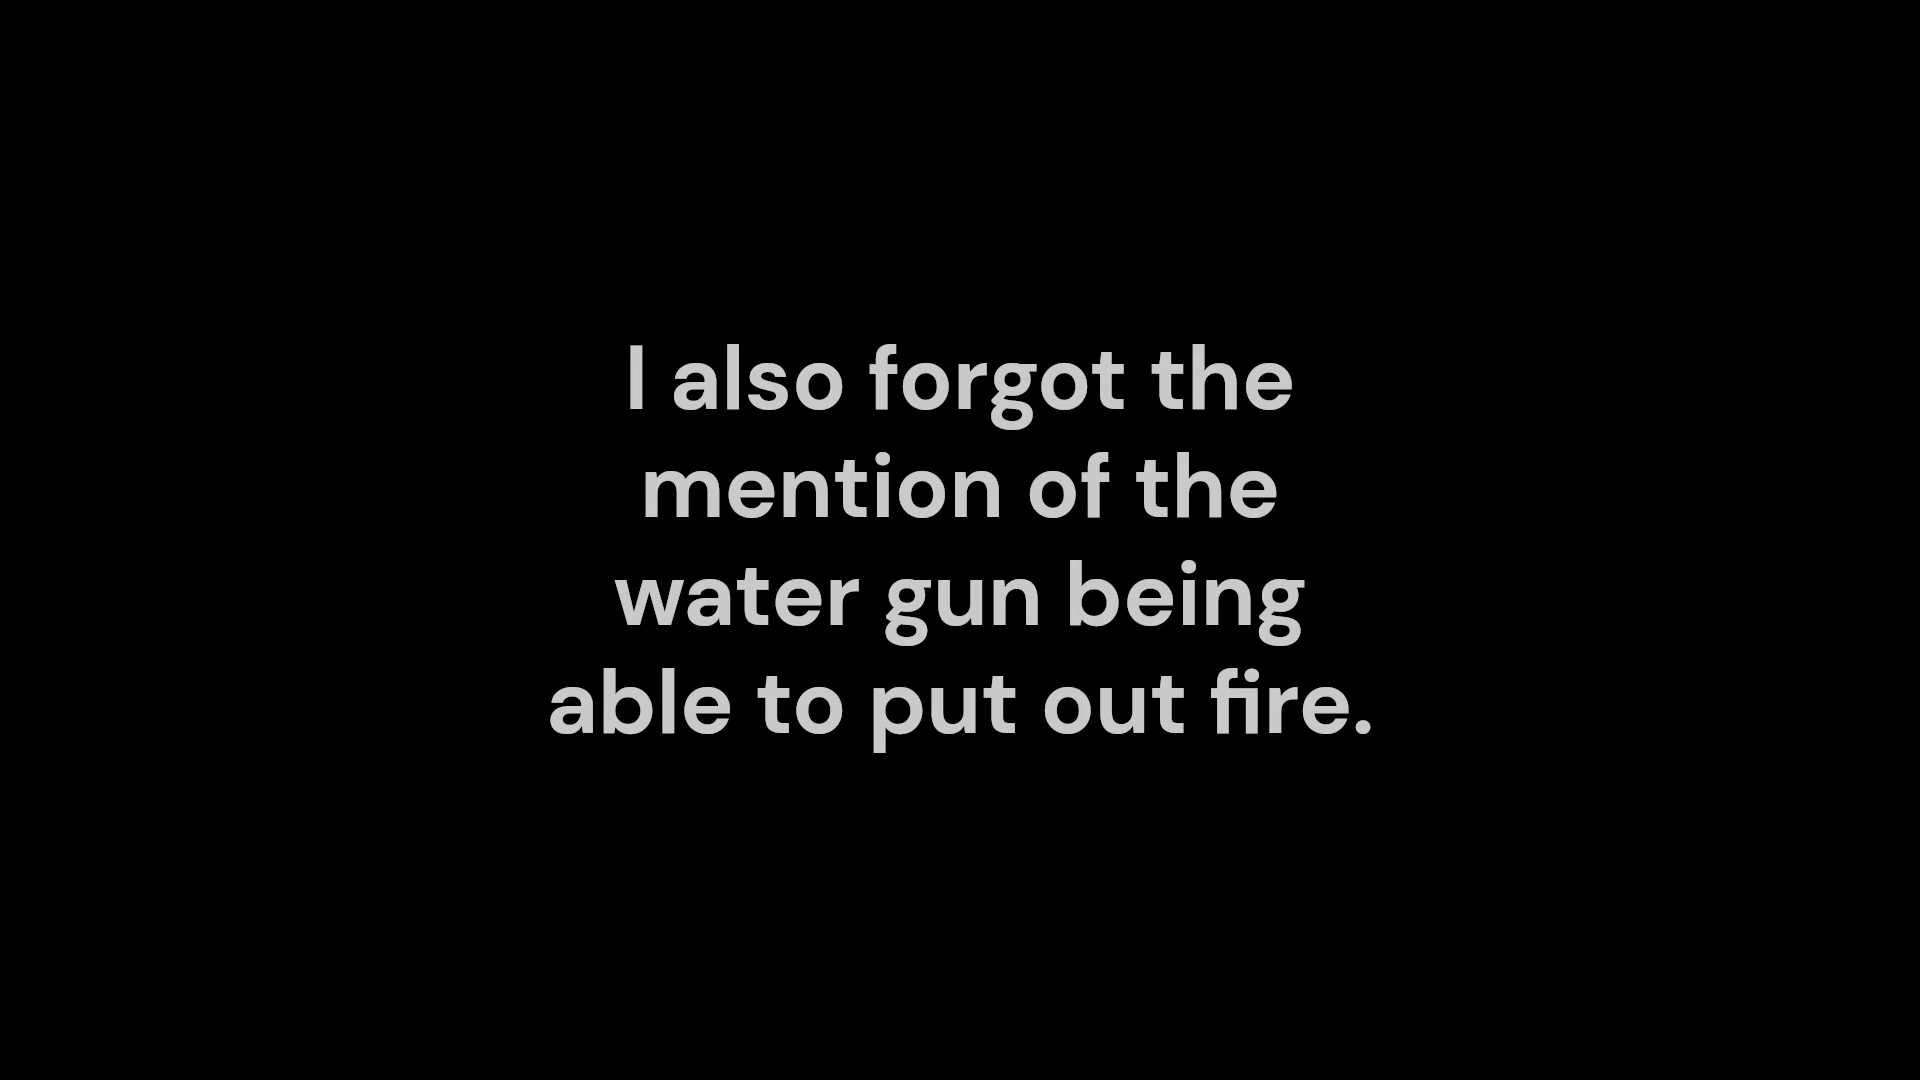 I also forgot the
mention of the
water gun being
able to put out fire.